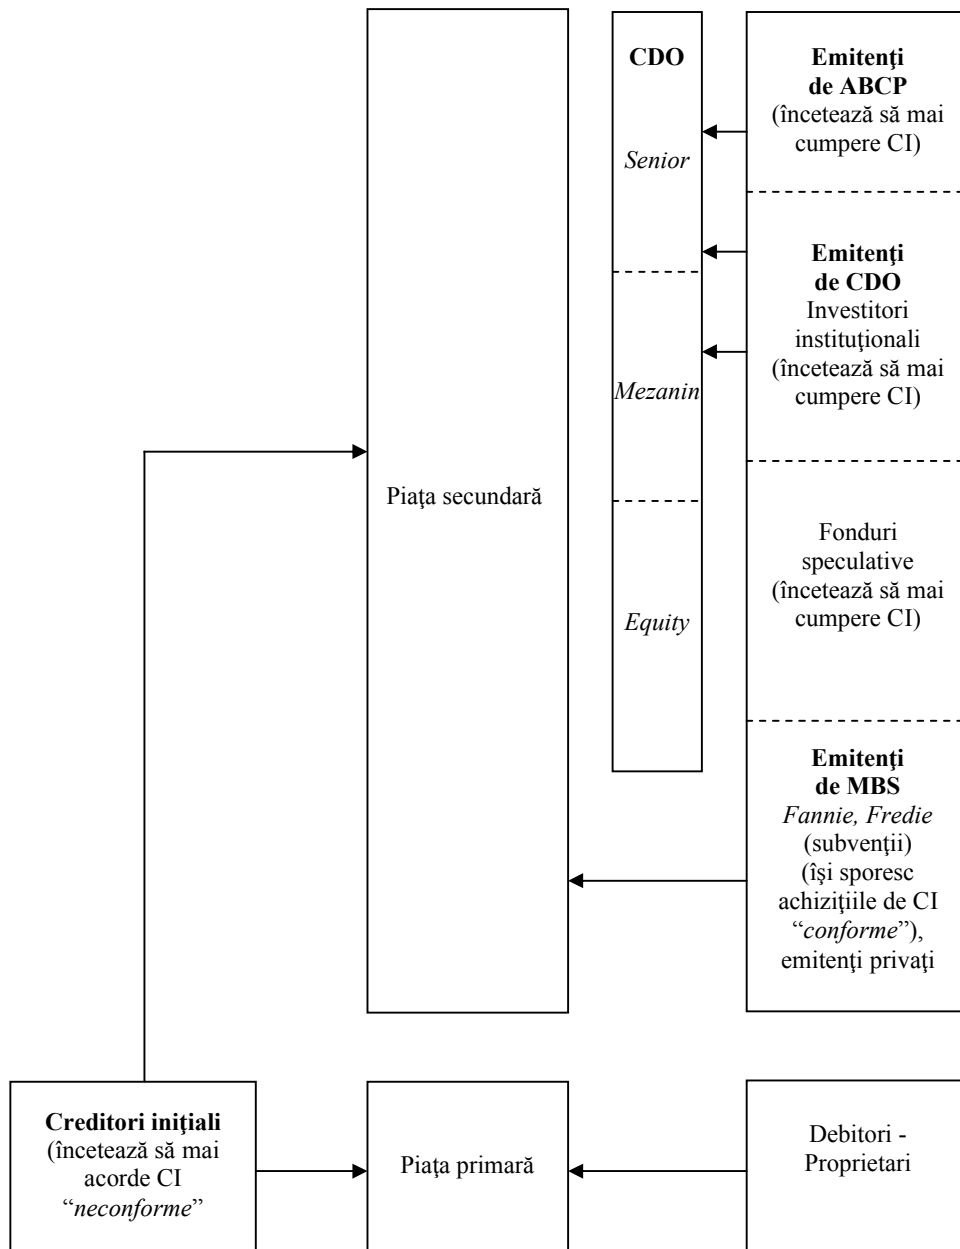 CDO
Senior
Mezanin
Equity
Emitenţi
de ABCP
(încetează să mai
cumpere CI)
Emitenţi
de CDO
Investitori
instituţionali
(încetează să mai
cumpere CI)
Fonduri
speculative
(încetează să mai
cumpere CI)
Emitenţi
de MBS
Fannie, Fredie
(subvenţii)
(îşi sporesc
achiziţiile de CI
“conforme”),
emitenţi privaţi
Piaţa secundară
Creditori iniţiali
(încetează să mai
acorde CI
“neconforme”
Piaţa primară
Debitori -
Proprietari